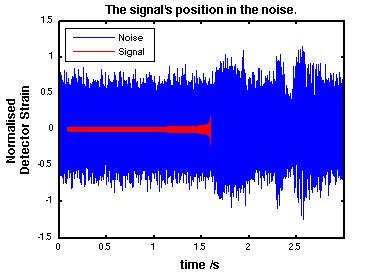 The signal's position in the noise.
1.5
1
0.5
0
-0.5
-1
-1.5
Normalised
Detector Strain
Noise
Signal
0 0.5 1 1.5 2 2.5
time /s